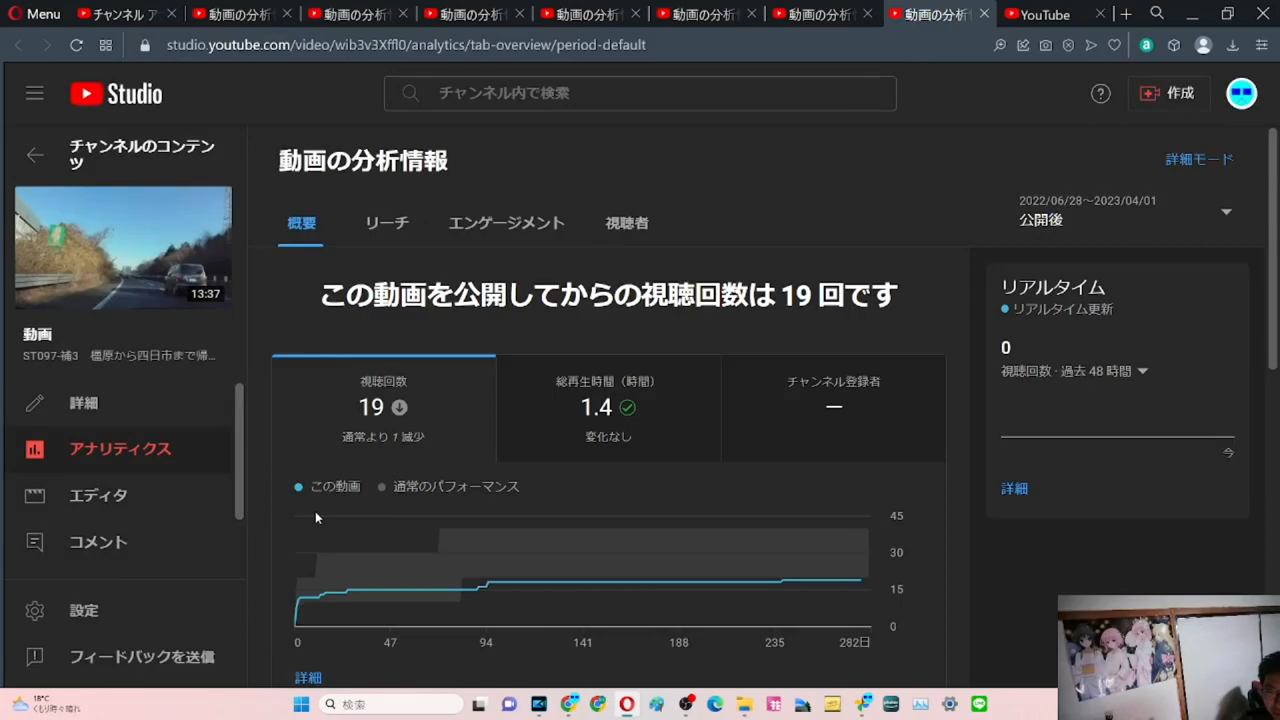 Menu
チャンネル ア
動画の分析
動画の分析
動画の分析
動画の分析
動画の分析
動画の分析
動画の分析
YouTube
studio.youtube.com/video/wib3v3Xffl0/analytics/tab-overview/period-default
Studio
チャンネル内で検索
作成
チャンネルのコンテン
ツ
13:37
動画
ST097-補3 橿原から四日市まで帰...
詳細
アナリティクス
エディタ
コメント
設定
フィードバックを送信
動画の分析情報
詳細モード
2022/06/28～2023/04/01
公開後
概要
リーチ
エンゲージメント
視聴者
この動画を公開してからの視聴回数は 19 回です
視聴回数
19
通常より 1 減少
総再生時間（時間）
1.4
変化なし
チャンネル登録者
—
この動画
通常のパフォーマンス
45
30
15
0
0
47
94
141
188
235
282日
詳細
リアルタイム
リアルタイム更新
0
視聴回数・過去 48 時間
今
詳細
18°C
くもり時々晴れ
検索